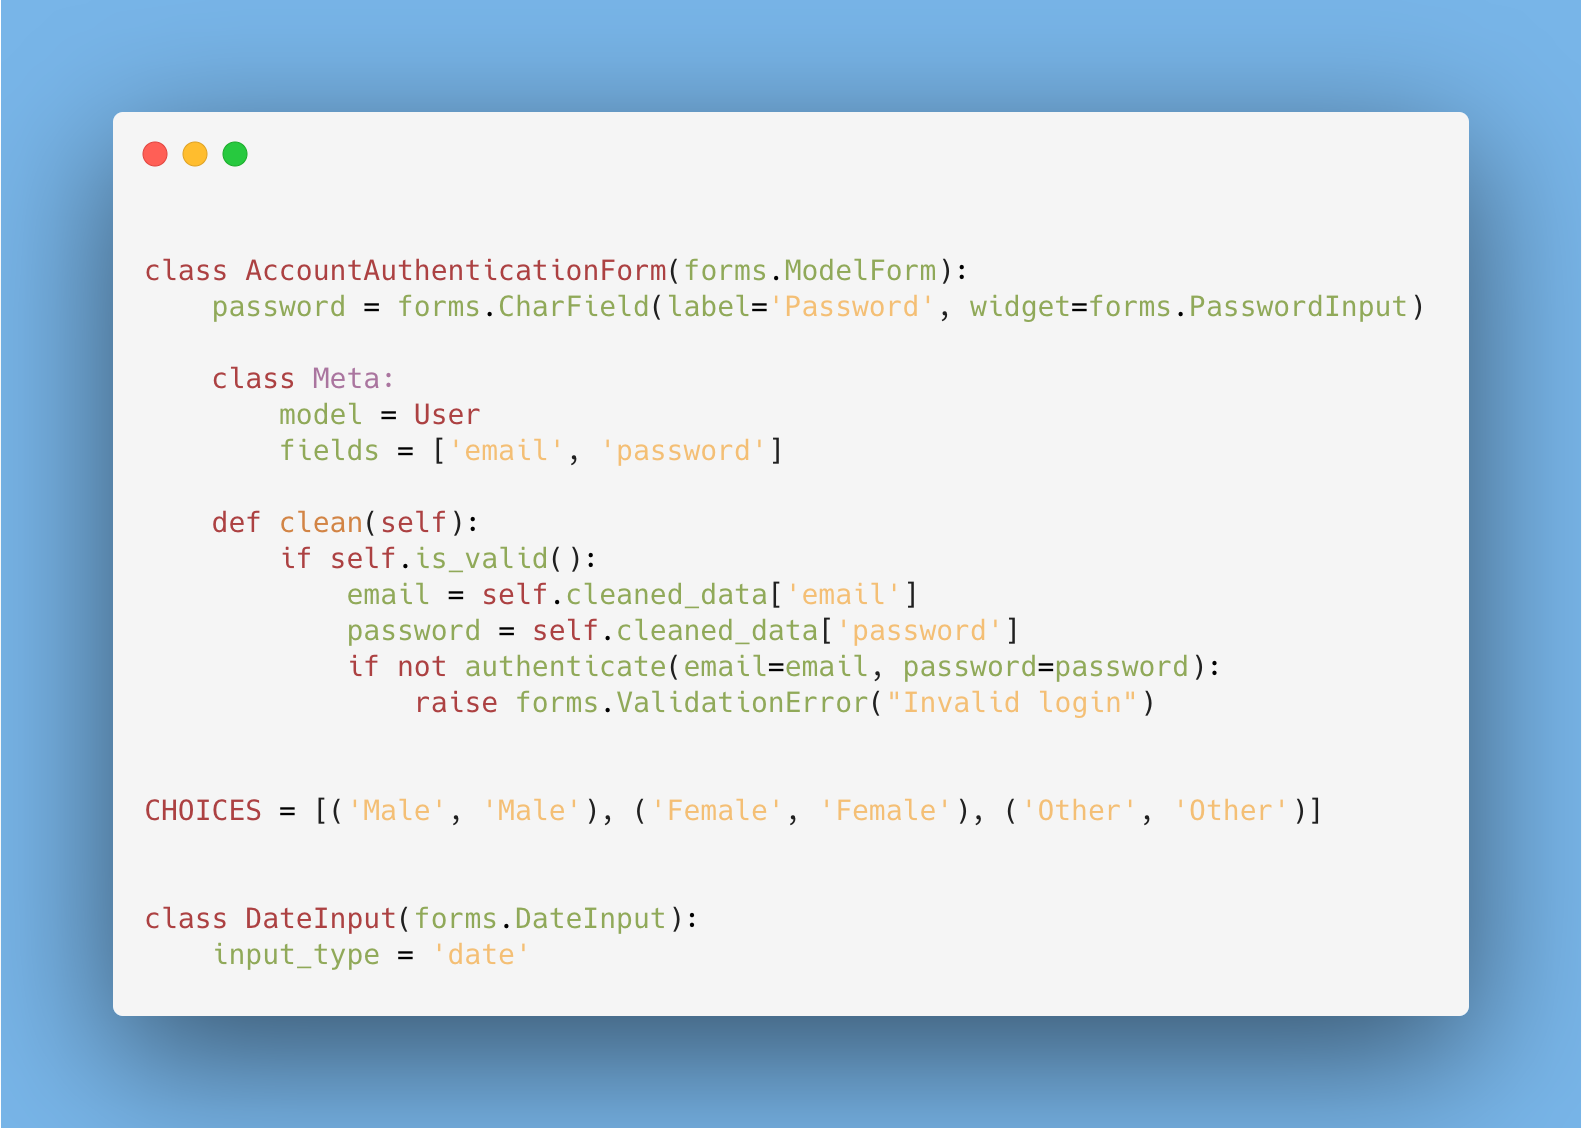 class AccountAuthenticationForm(forms.ModelForm):
    password = forms.CharField(label='Password', widget=forms.PasswordInput)
    class Meta:
        model = User
        fields = ['email', 'password']
    def clean(self):
        if self.is_valid():
            email = self.cleaned_data['email']
            password = self.cleaned_data['password']
            if not authenticate(email=email, password=password):
                raise forms.ValidationError("Invalid login")
CHOICES = [('Male', 'Male'), ('Female', 'Female'), ('Other', 'Other')]
class DateInput(forms.DateInput):
    input_type = 'date'